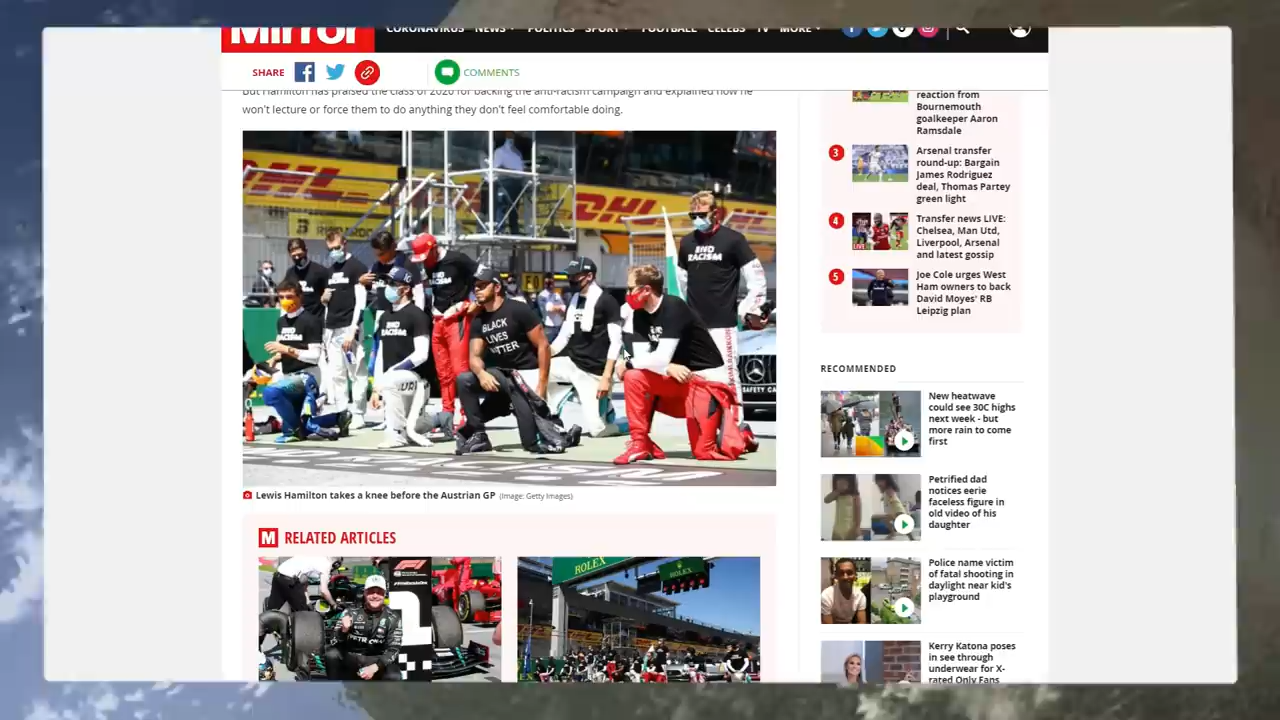 Mirror
CORONAVIRUS NEWS POLITICS SPORT FOOTBALL CELEBS TV MORE
SHARE
COMMENTS
But Hamilton has praised the class of 2020 for backing the anti-racism campaign and explained how he
won't lecture or force them to do anything they don't feel comfortable doing.
DHL
DHL
END
RACISM
BLACK
LIVES
MATTER
END
RACISM
SAFETY CAR
Lewis Hamilton takes a knee before the Austrian GP (Image: Getty Images)
M RELATED ARTICLES
ROLEX
ROLEX
reaction from
Bournemouth
goalkeeper Aaron
Ramsdale
3
Arsenal transfer
round-up: Bargain
James Rodriguez
deal, Thomas Partey
green light
4
LIVE
Transfer news LIVE:
Chelsea, Man Utd,
Liverpool, Arsenal
and latest gossip
5
Joe Cole urges West
Ham owners to back
David Moyes' RB
Leipzig plan
RECOMMENDED
New heatwave
could see 30C highs
next week - but
more rain to come
first
Petrified dad
notices eerie
faceless figure in
old video of his
daughter
Police name victim
of fatal shooting in
daylight near kid's
playground
Kerry Katona poses
in see through
underwear for X-
rated Only Fans